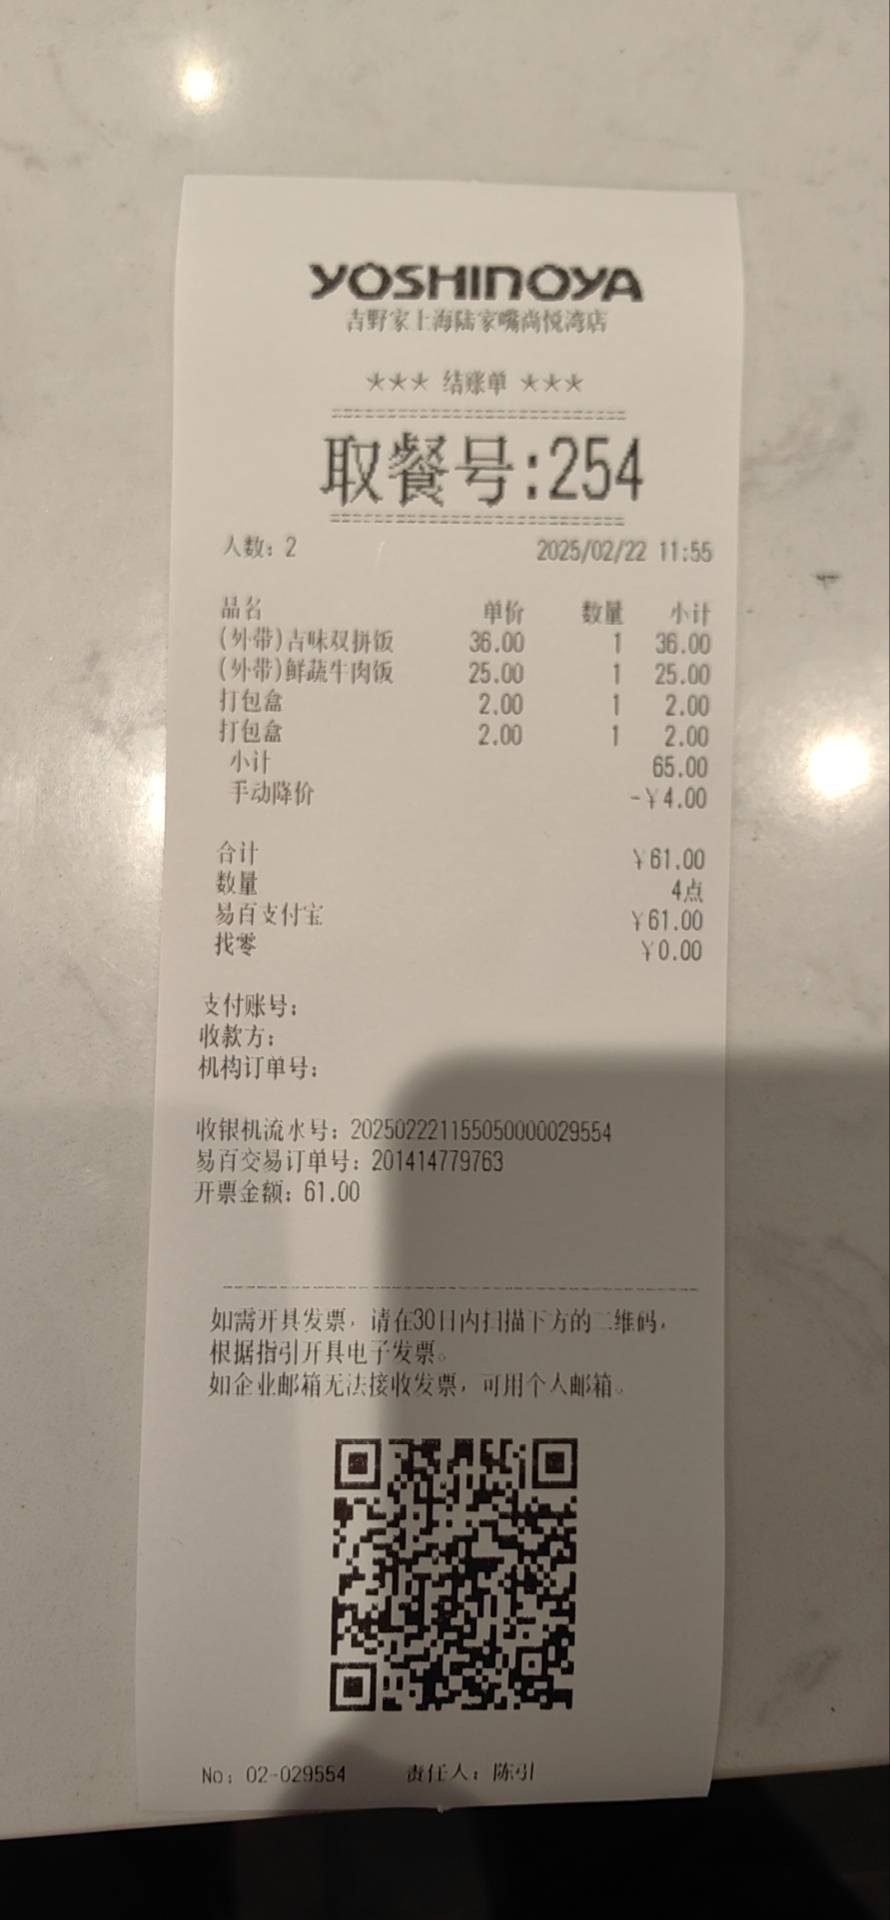 YOSHINOYA
吉野家上海陆家嘴尚悦湾店
★★★ 结账单 ★★★
取餐号:254
人数: 2 2025/02/22 11:55
品名 单价 数量 小计
(外带)吉味双拼饭 36.00 1 36.00
(外带)鲜蔬牛肉饭 25.00 1 25.00
打包盒 2.00 1 2.00
打包盒 2.00 1 2.00
小计 65.00
手动降价 -¥4.00
合计 ¥61.00
数量 4点
易百支付宝 ¥61.00
找零 ¥0.00
支付账号:
收款方:
机构订单号:
收银机流水号: 2025022211550500000​29554
易百交易订单号: 201414779763
开票金额: 61.00
如需开具发票，请在30日内扫描下方的二维码，
根据指引开具电子发票。
如企业邮箱无法接收发票，可用个人邮箱。
No: 02-029554 责任人: 陈引